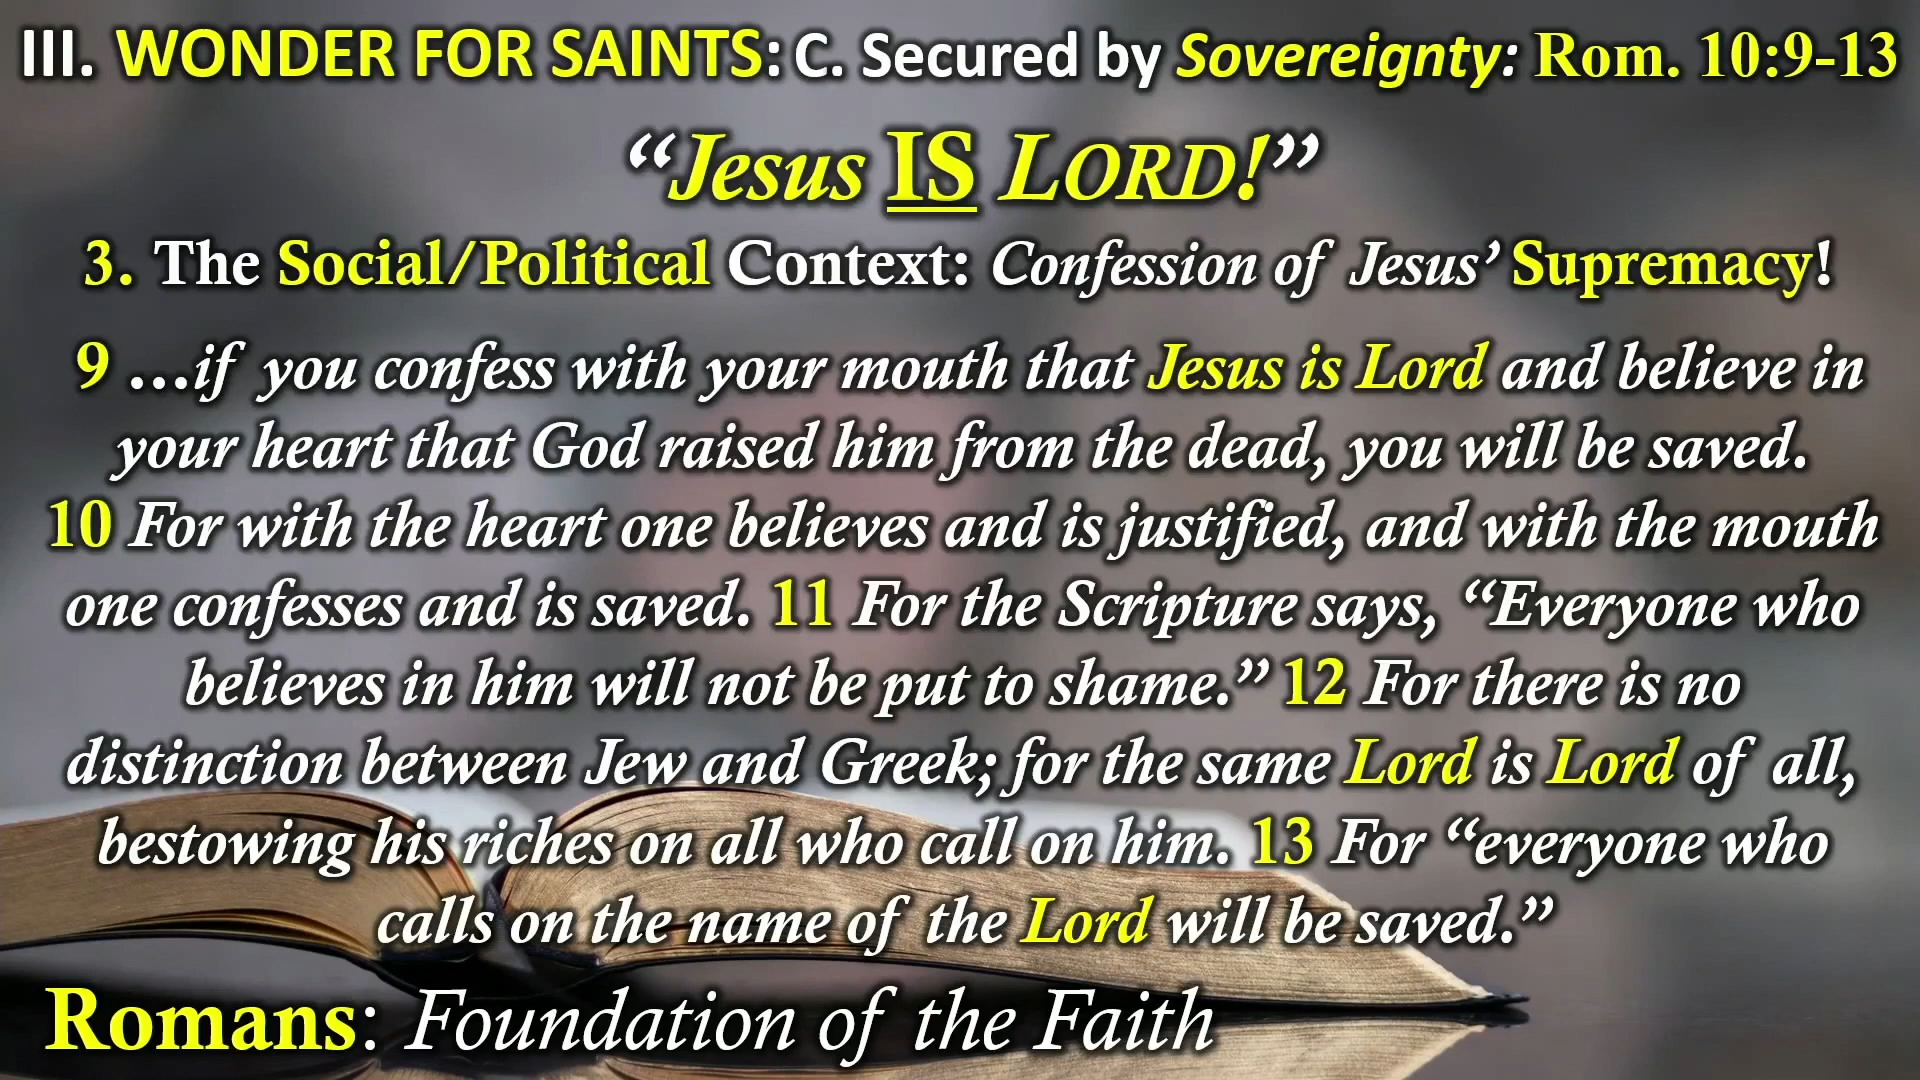 III. WONDER FOR SAINTS: C. Secured by Sovereignty: Rom. 10:9-13
“Jesus IS LORD!”
3. The Social/Political Context: Confession of Jesus’ Supremacy!
9 …if you confess with your mouth that Jesus is Lord and believe in
your heart that God raised him from the dead, you will be saved.
10 For with the heart one believes and is justified, and with the mouth
one confesses and is saved. 11 For the Scripture says, “Everyone who
believes in him will not be put to shame.” 12 For there is no
distinction between Jew and Greek; for the same Lord is Lord of all,
bestowing his riches on all who call on him. 13 For “everyone who
calls on the name of the Lord will be saved.”
Romans: Foundation of the Faith